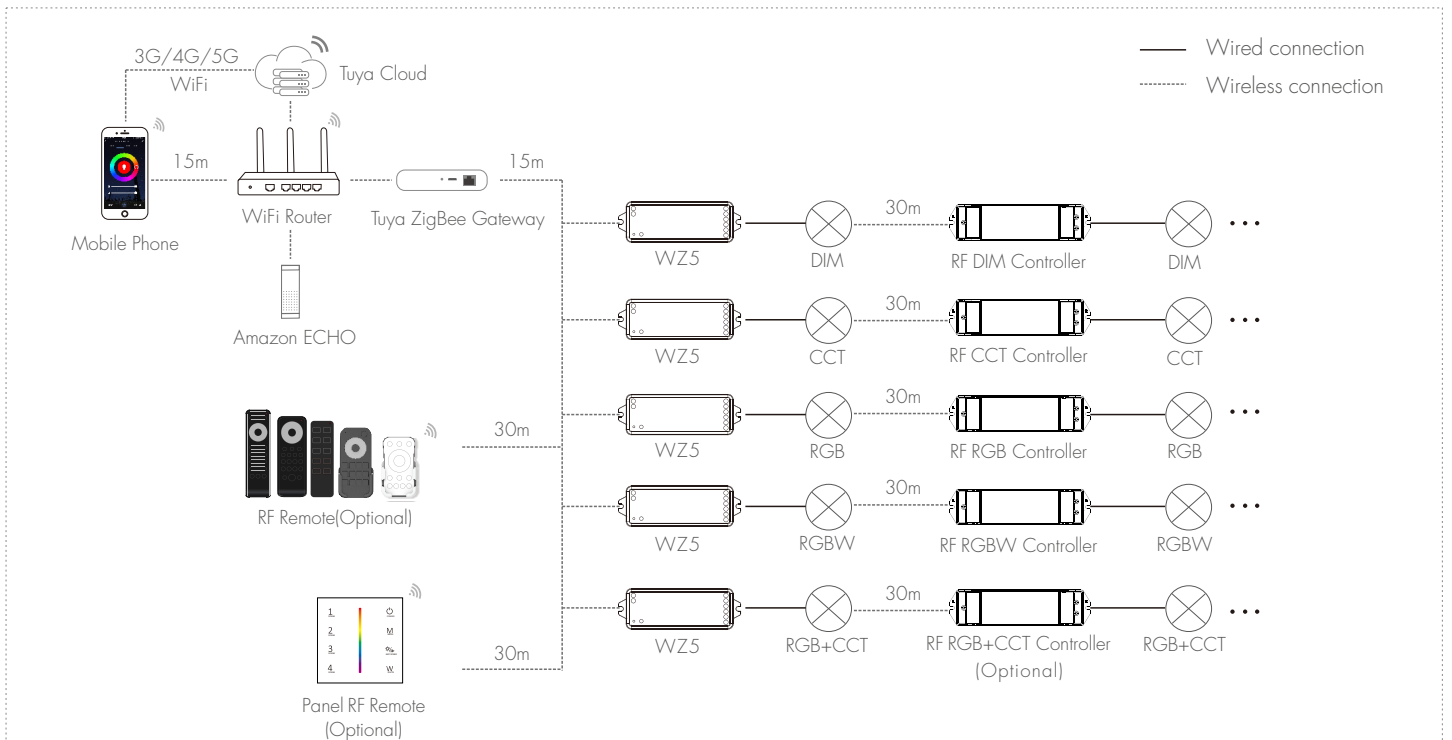 3G/4G/5G
WiFi
Tuya Cloud
Wired connection
Wireless connection
15m
15m
WiFi Router
Tuya ZigBee Gateway
Mobile Phone
Amazon ECHO
WZ5
DIM
30m
RF DIM Controller
DIM
...
WZ5
CCT
30m
RF CCT Controller
CCT
...
WZ5
RGB
30m
RF RGB Controller
RGB
...
WZ5
RGBW
30m
RF RGBW Controller
RGBW
...
WZ5
RGB+CCT
30m
RF RGB+CCT Controller
(Optional)
RGB+CCT
...
30m
RF Remote(Optional)
1
2
M
3
4
W
30m
Panel RF Remote
(Optional)